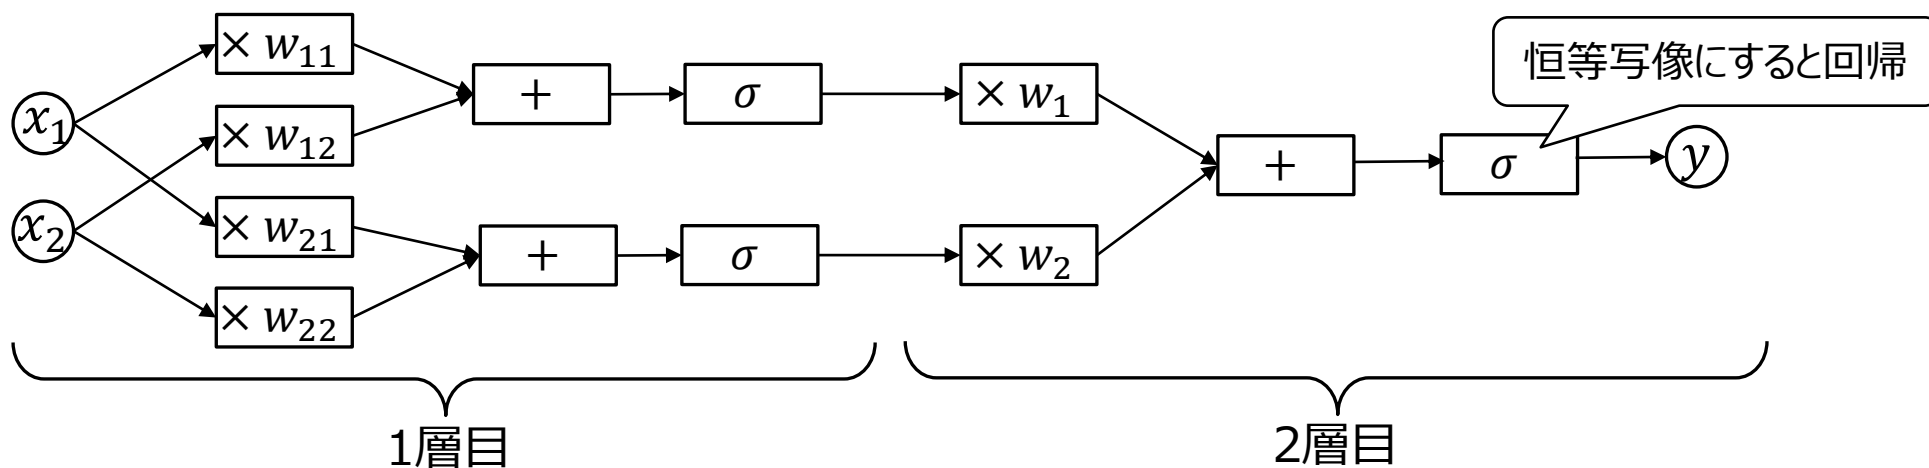 恒等写像にすると回帰
x₁
x₂
× w₁₁
× w₁₂
× w₂₁
× w₂₂
+
+
σ
σ
× w₁
× w₂
+
σ
y
1層目
2層目